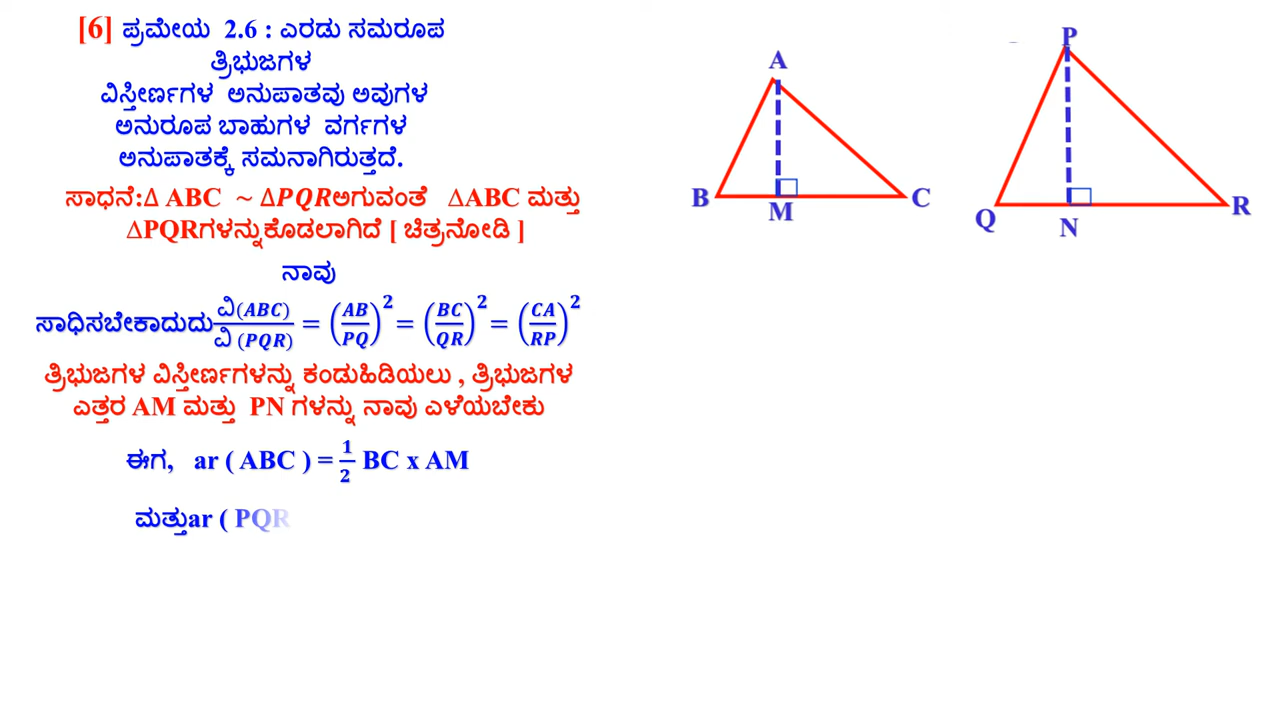 [6] ಪ್ರಮೇಯ 2.6 : ಎರಡು ಸಮರೂಪ
ತ್ರಿಭುಜಗಳ
ವಿಸ್ತೀರ್ಣಗಳ ಅನುಪಾತವು ಅವುಗಳ
ಅನುರೂಪ ಬಾಹುಗಳ ವರ್ಗಗಳ
ಅನುಪಾತಕ್ಕೆ ಸಮನಾಗಿರುತ್ತದೆ.
ಸಾಧನೆ:∆ ABC ~ ∆PQRಅಗುವಂತೆ ∆ABC ಮತ್ತು
∆PQRಗಳನ್ನುಕೊಡಲಾಗಿದೆ [ ಚಿತ್ರನೋಡಿ ]
ನಾವು
ಸಾಧಿಸಬೇಕಾದುದು ವಿ(ABC)/ವಿ (PQR) = (AB/PQ)² = (BC/QR)² = (CA/RP)²
ತ್ರಿಭುಜಗಳ ವಿಸ್ತೀರ್ಣಗಳನ್ನು ಕಂಡುಹಿಡಿಯಲು , ತ್ರಿಭುಜಗಳ
ಎತ್ತರ AM ಮತ್ತು PN ಗಳನ್ನು ನಾವು ಎಳೆಯಬೇಕು
ಈಗ, ar ( ABC ) = 1/2 BC x AM
ಮತ್ತುar ( PQR
A
B
M
C
P
Q
N
R